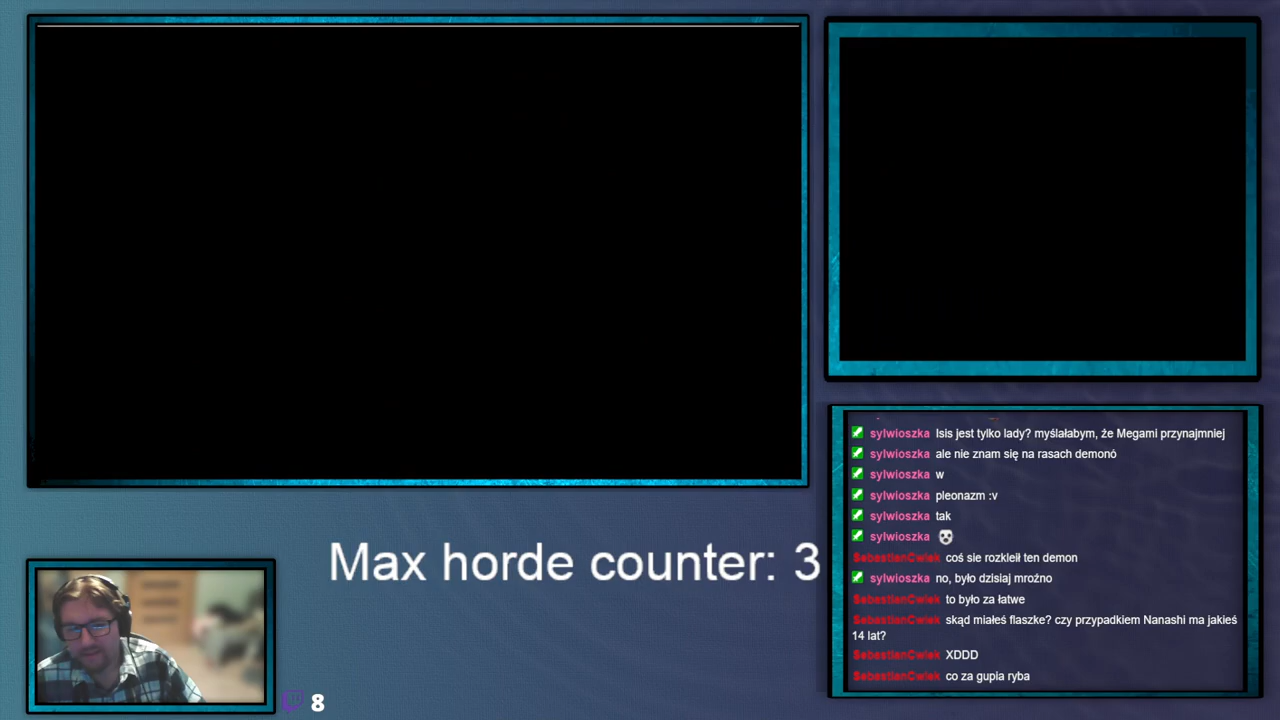 sylwioszka Isis jest tylko lady? myślałabym, że Megami przynajmniej
sylwioszka ale nie znam się na rasach demonó
sylwioszka w
sylwioszka pleonazm :v
sylwioszka tak
sylwioszka
SebastianCwiek coś sie rozkleił ten demon
sylwioszka no, było dzisiaj mroźno
SebastianCwiek to było za łatwe
SebastianCwiek skąd miałeś flaszke? czy przypadkiem Nanashi ma jakieś
14 lat?
SebastianCwiek XDDD
SebastianCwiek co za gupia ryba
Max horde counter: 3
8